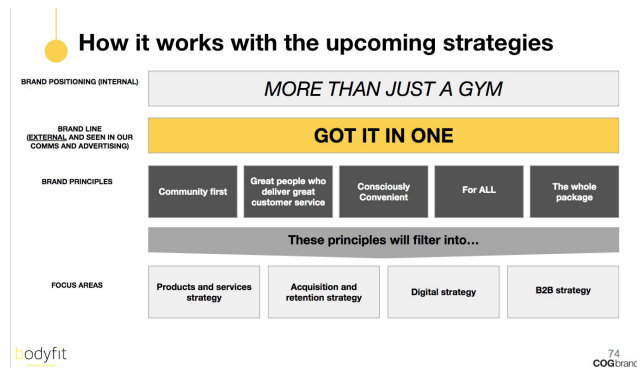 How it works with the upcoming strategies
BRAND POSITIONING (INTERNAL)
MORE THAN JUST A GYM
BRAND LINE
(EXTERNAL AND SEEN IN OUR
COMMS AND ADVERTISING)
GOT IT IN ONE
BRAND PRINCIPLES
Community first
Great people who
deliver great
customer service
Consciously
Convenient
For ALL
The whole
package
These principles will filter into…
FOCUS AREAS
Products and services
strategy
Acquisition and
retention strategy
Digital strategy
B2B strategy
bodyfit
74
COGbrand